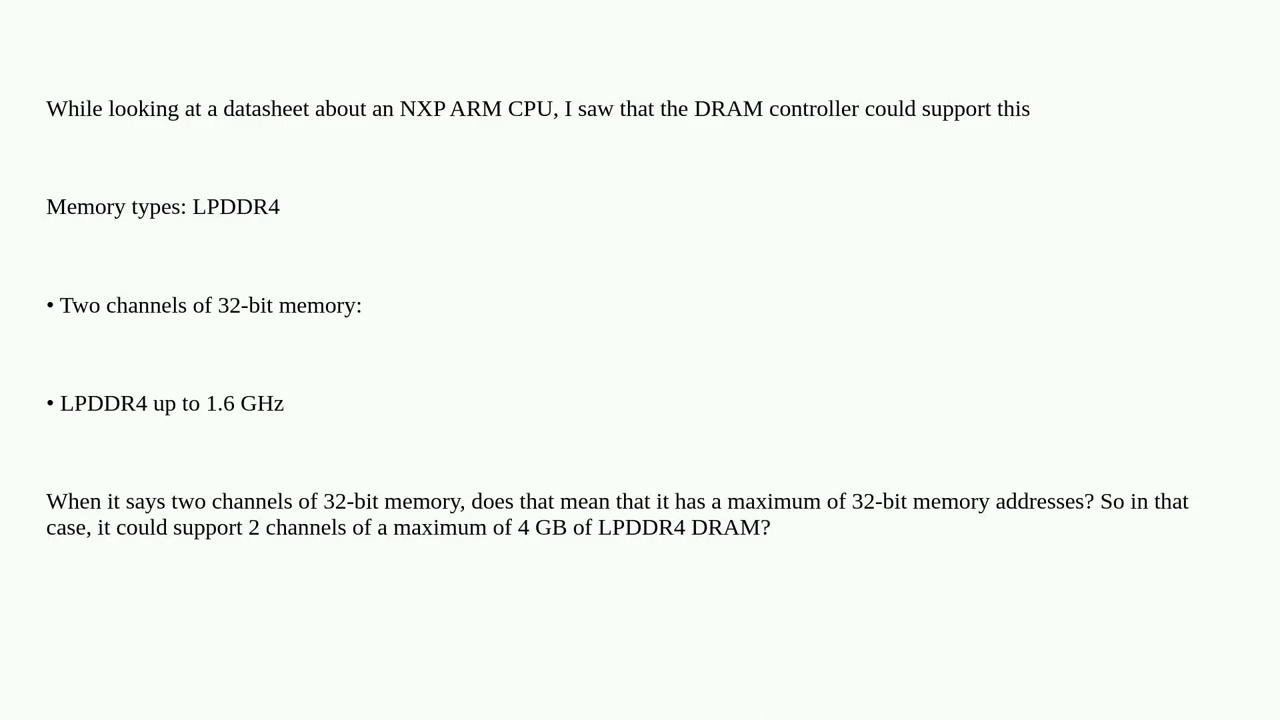 While looking at a datasheet about an NXP ARM CPU, I saw that the DRAM controller could support this
Memory types: LPDDR4
• Two channels of 32-bit memory:
• LPDDR4 up to 1.6 GHz
When it says two channels of 32-bit memory, does that mean that it has a maximum of 32-bit memory addresses? So in that
case, it could support 2 channels of a maximum of 4 GB of LPDDR4 DRAM?